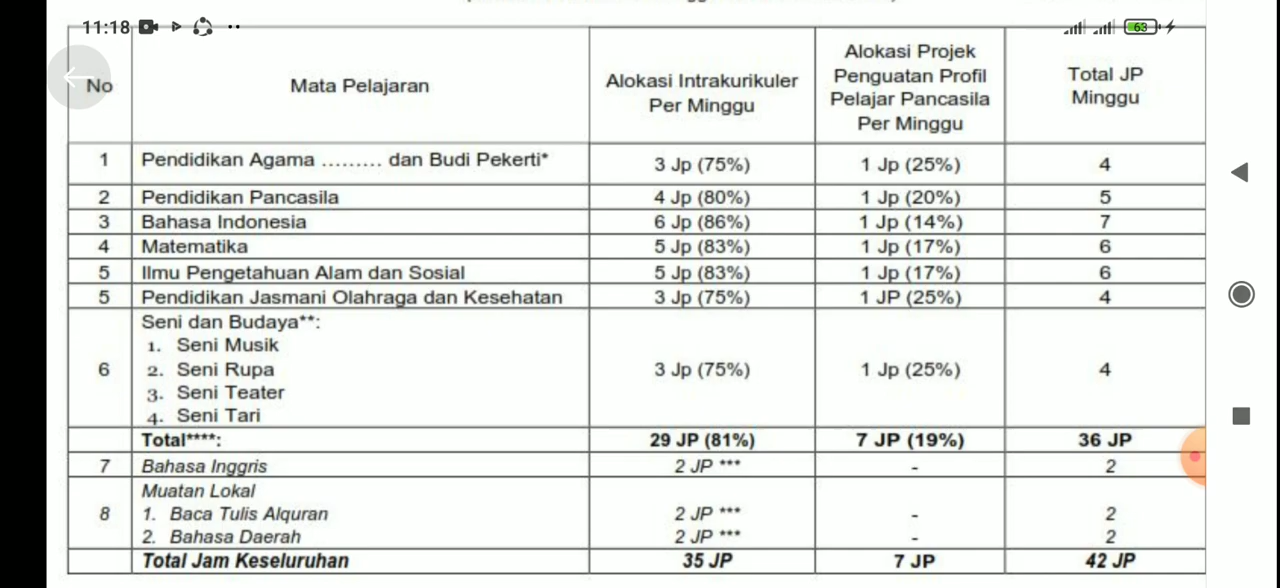 11:18
63
No
Mata Pelajaran
Alokasi Intrakurikuler
Per Minggu
Alokasi Projek
Penguatan Profil
Pelajar Pancasila
Per Minggu
Total JP
Minggu
1 Pendidikan Agama ......... dan Budi Pekerti* 3 Jp (75%) 1 Jp (25%) 4
2 Pendidikan Pancasila 4 Jp (80%) 1 Jp (20%) 5
3 Bahasa Indonesia 6 Jp (86%) 1 Jp (14%) 7
4 Matematika 5 Jp (83%) 1 Jp (17%) 6
5 Ilmu Pengetahuan Alam dan Sosial 5 Jp (83%) 1 Jp (17%) 6
5 Pendidikan Jasmani Olahraga dan Kesehatan 3 Jp (75%) 1 JP (25%) 4
Seni dan Budaya**:
1. Seni Musik
6 2. Seni Rupa 3 Jp (75%) 1 Jp (25%) 4
3. Seni Teater
4. Seni Tari
Total****: 29 JP (81%) 7 JP (19%) 36 JP
7 Bahasa Inggris 2 JP *** - 2
Muatan Lokal
8 1. Baca Tulis Alquran 2 JP *** - 2
2. Bahasa Daerah 2 JP *** - 2
Total Jam Keseluruhan 35 JP 7 JP 42 JP